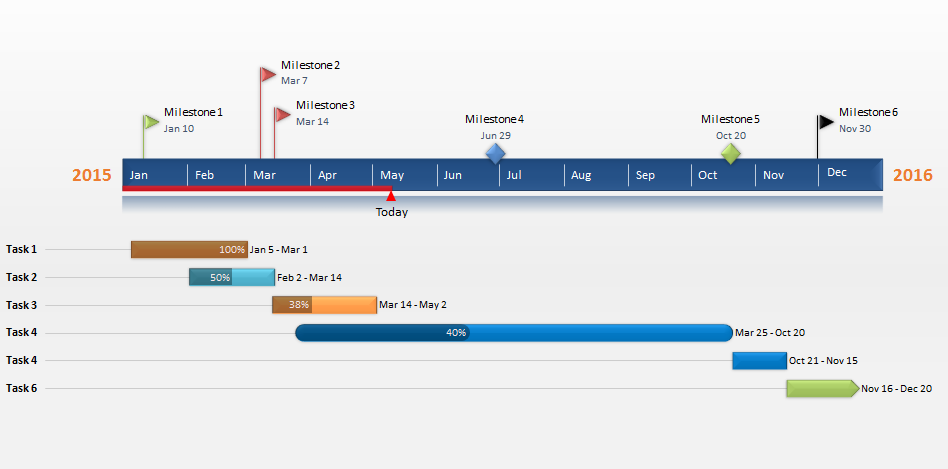 Milestone 2
Mar 7
Milestone 1
Jan 10
Milestone 3
Mar 14
Milestone 4
Jun 29
Milestone 5
Oct 20
Milestone 6
Nov 30
2015 Jan Feb Mar Apr May Jun Jul Aug Sep Oct Nov Dec 2016
Today
Task 1 100% Jan 5 - Mar 1
Task 2 50% Feb 2 - Mar 14
Task 3 38% Mar 14 - May 2
Task 4 40% Mar 25 - Oct 20
Task 4 Oct 21 - Nov 15
Task 6 Nov 16 - Dec 20